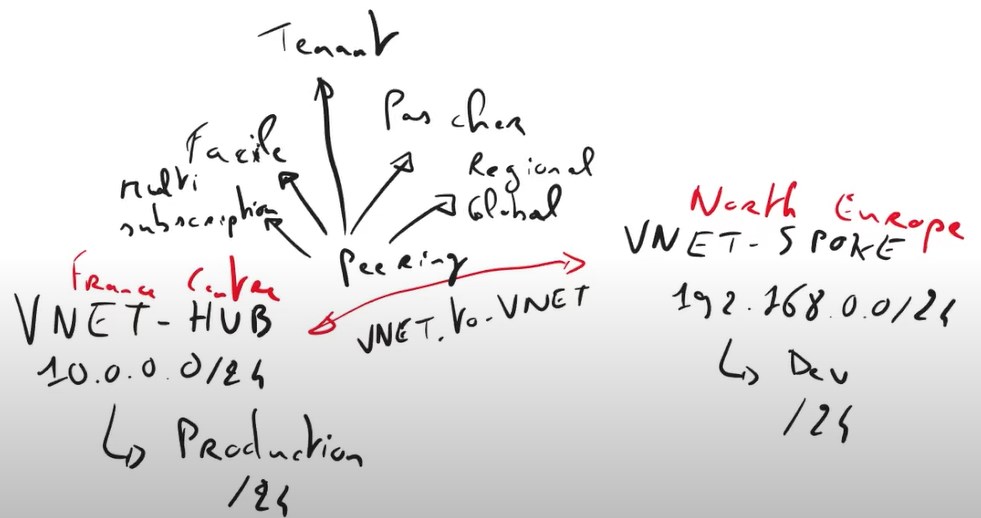 Tenant
Pas cher
Facile
multi
subscription
Regional
Global
Peering
VNET-to-VNET
France Centre
VNET-HUB
10.0.0.0/24
Production
/24
North Europe
VNET-SPOKE
192.168.0.0/24
Dev
/24